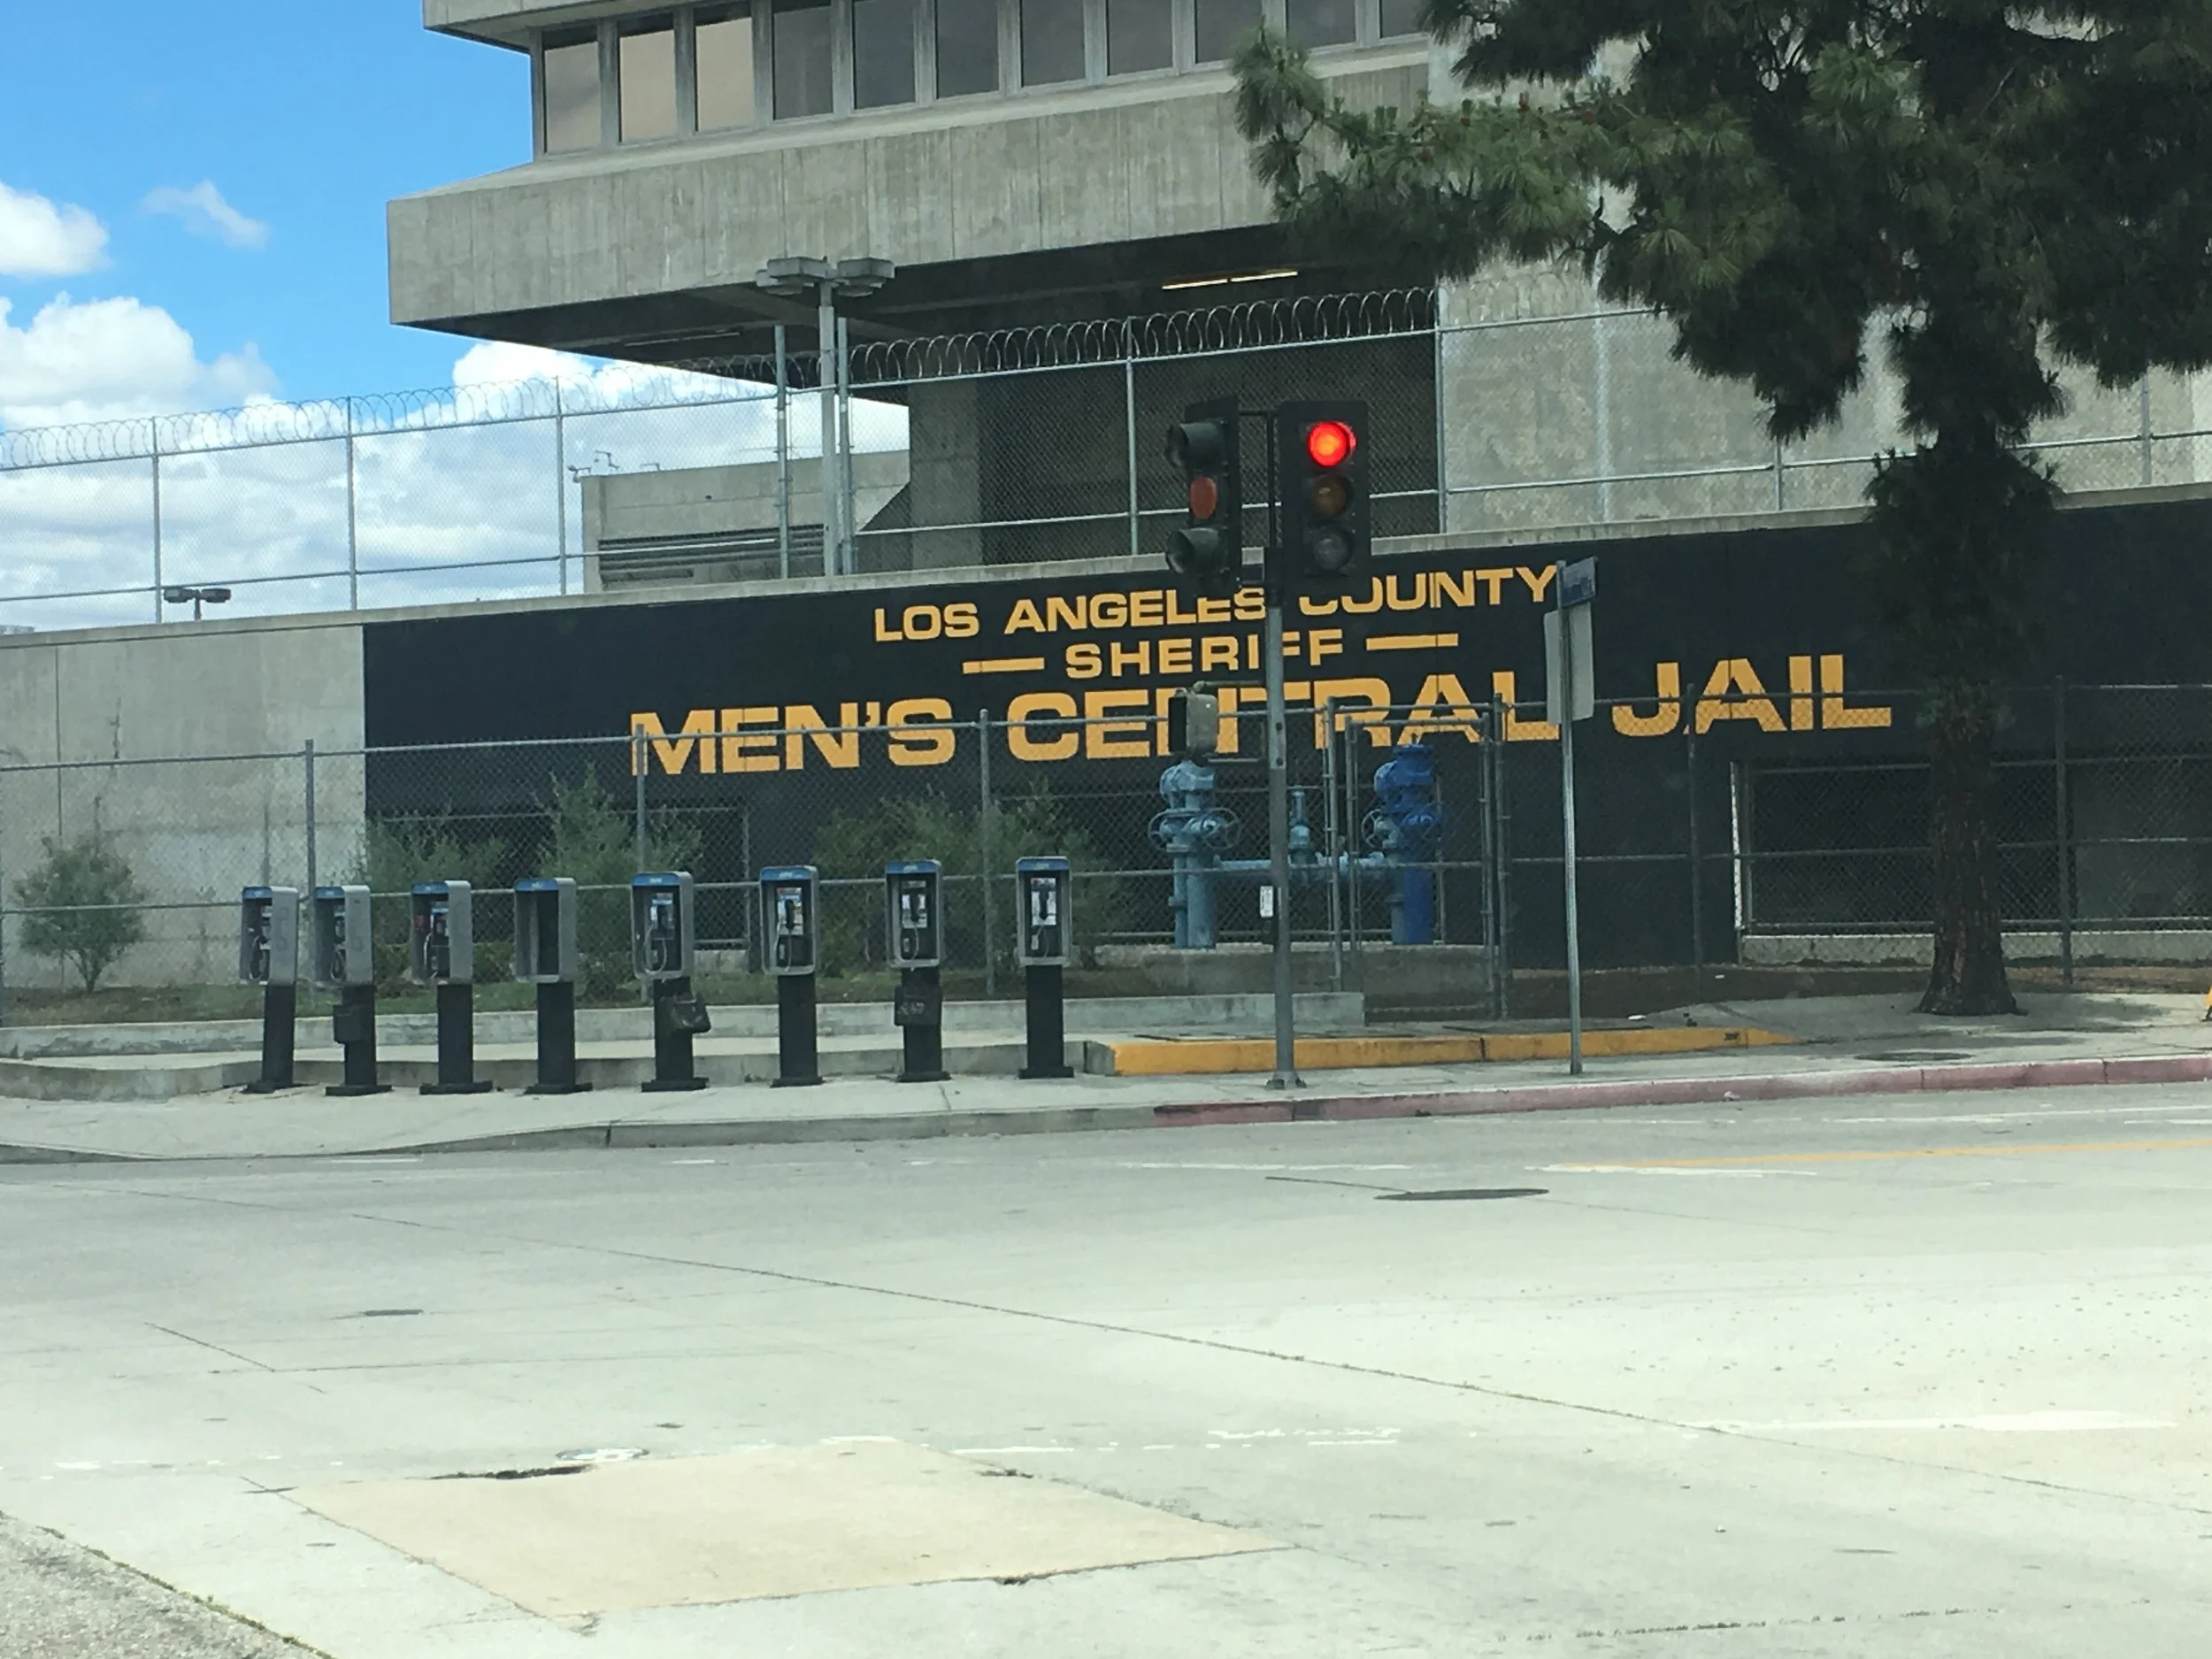 LOS ANGELES COUNTY
SHERIFF
MEN'S CENTRAL JAIL